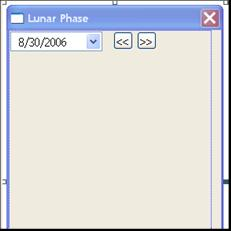 Lunar Phase
8/30/2006 << >>